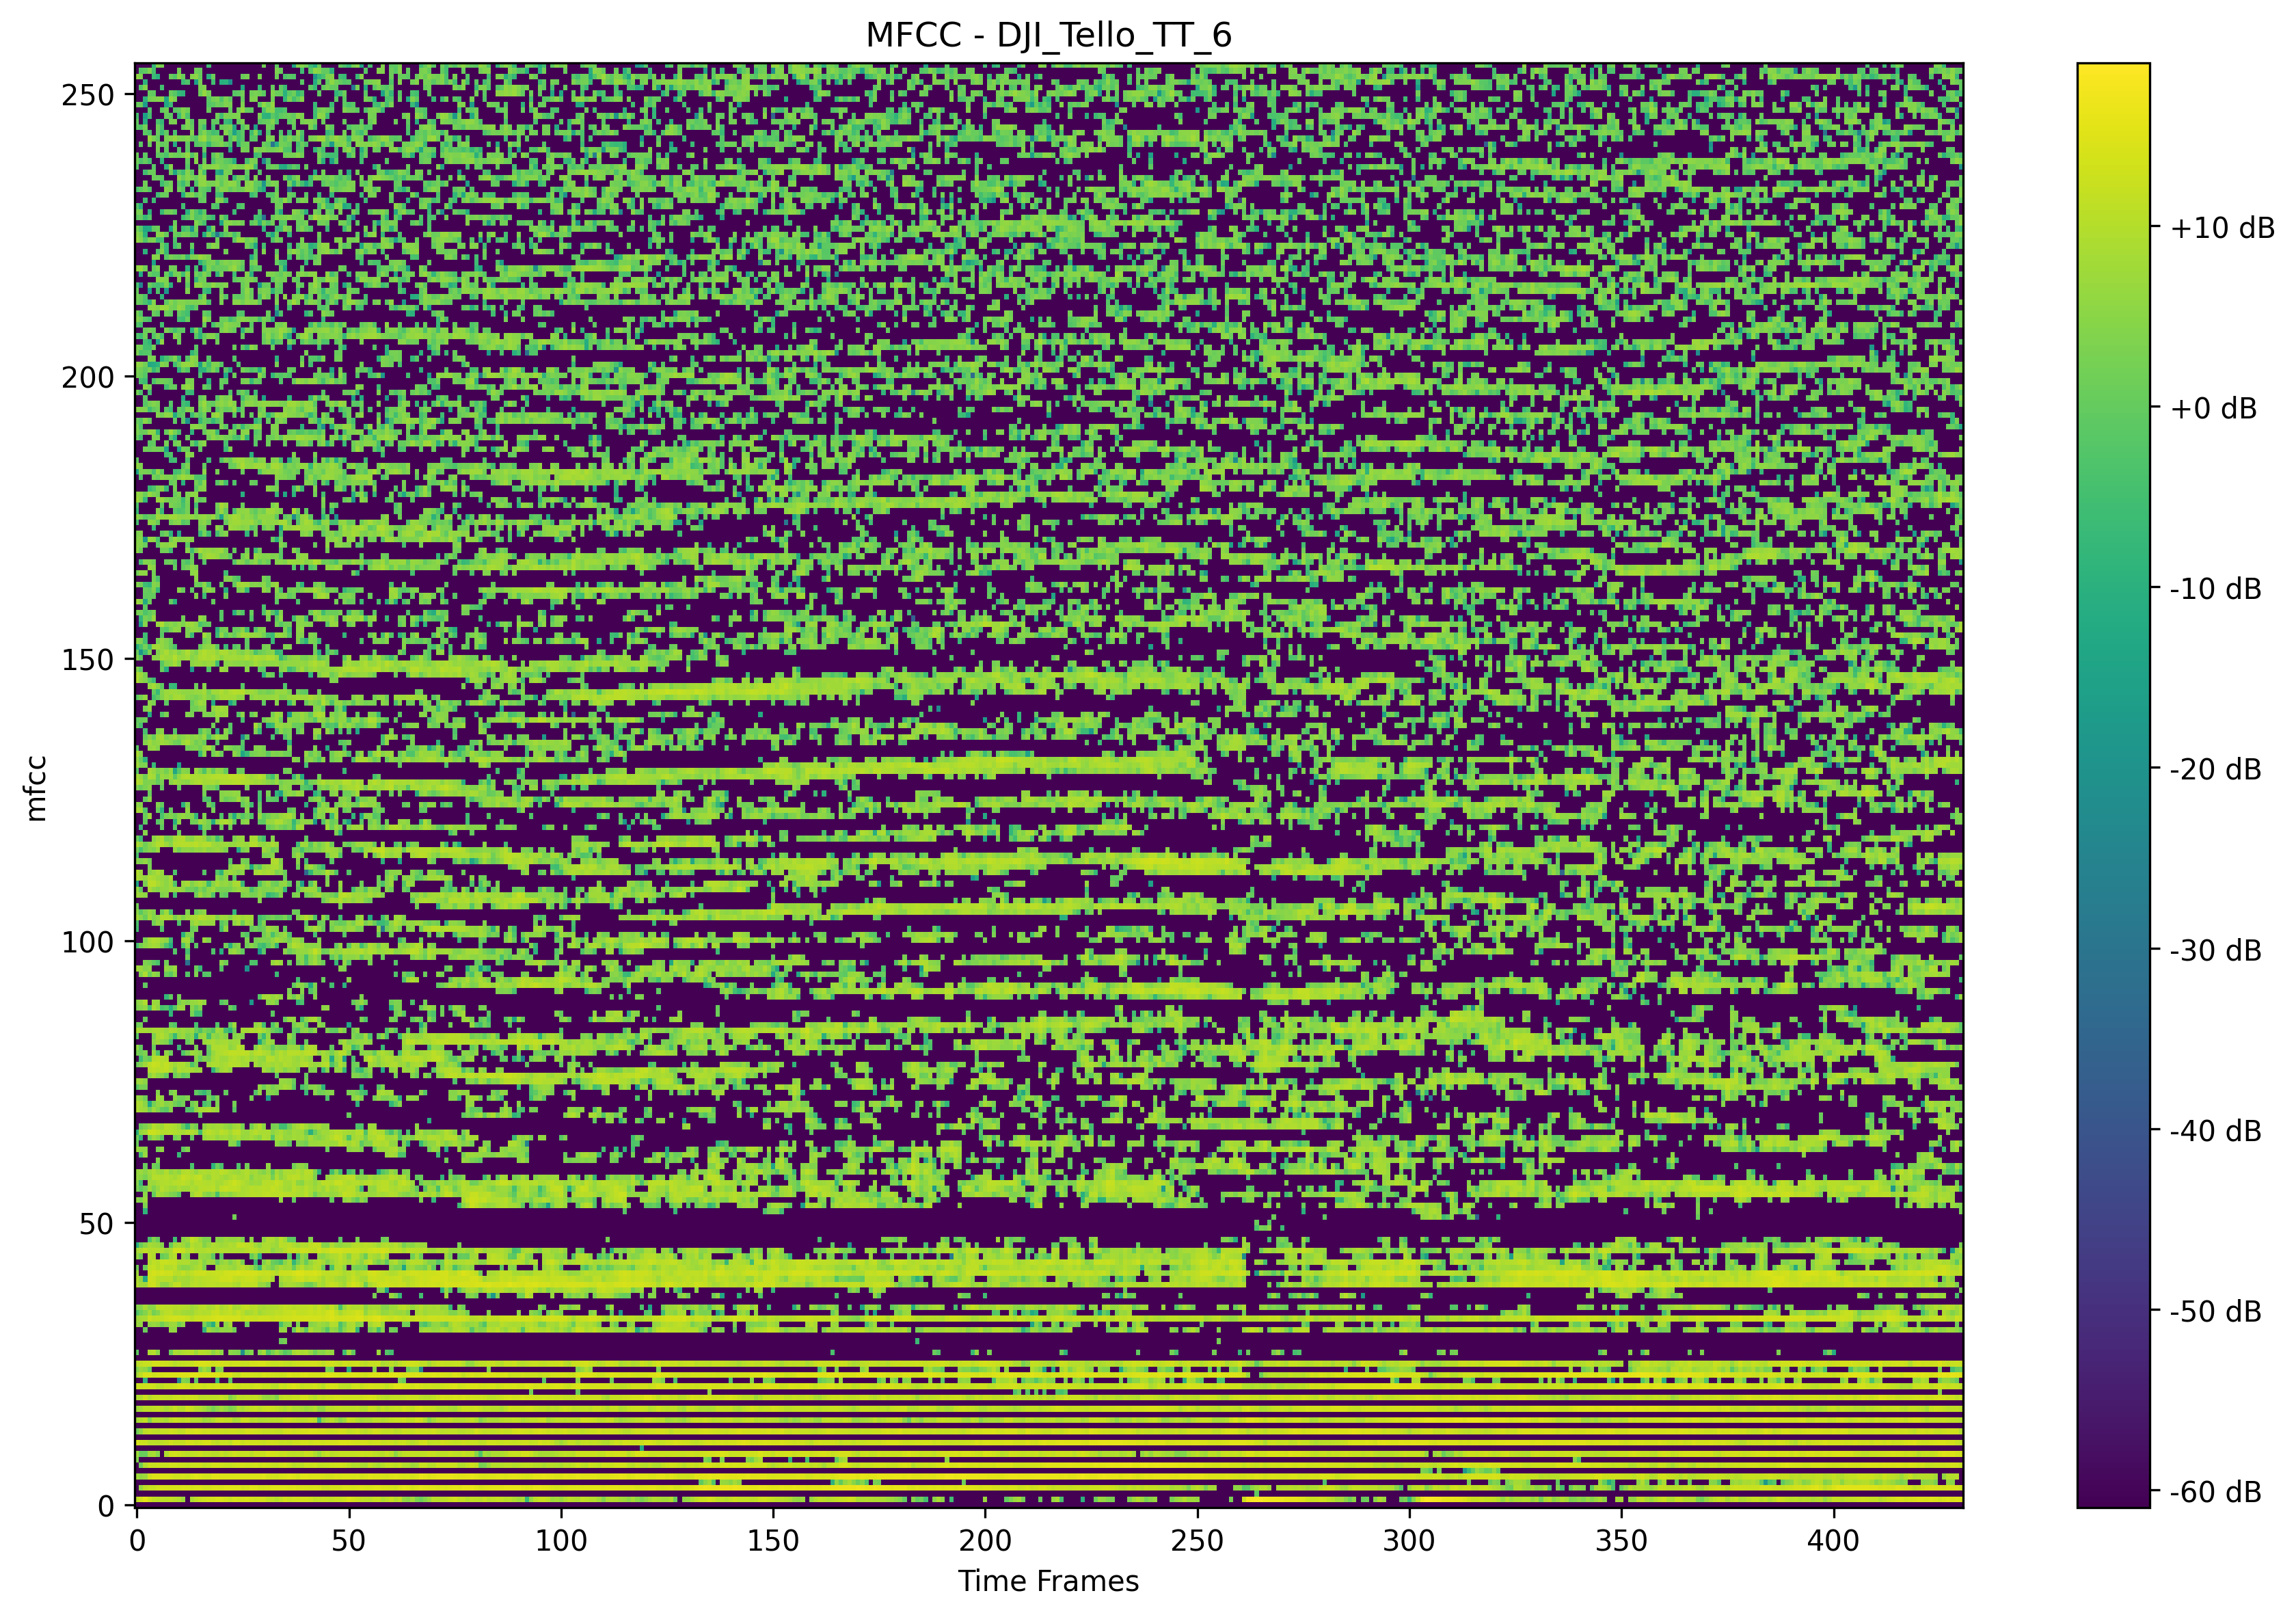 MFCC - DJI_Tello_TT_6
250
200
150
100
50
0
mfcc
0 50 100 150 200 250 300 350 400
Time Frames
+10 dB
+0 dB
-10 dB
-20 dB
-30 dB
-40 dB
-50 dB
-60 dB